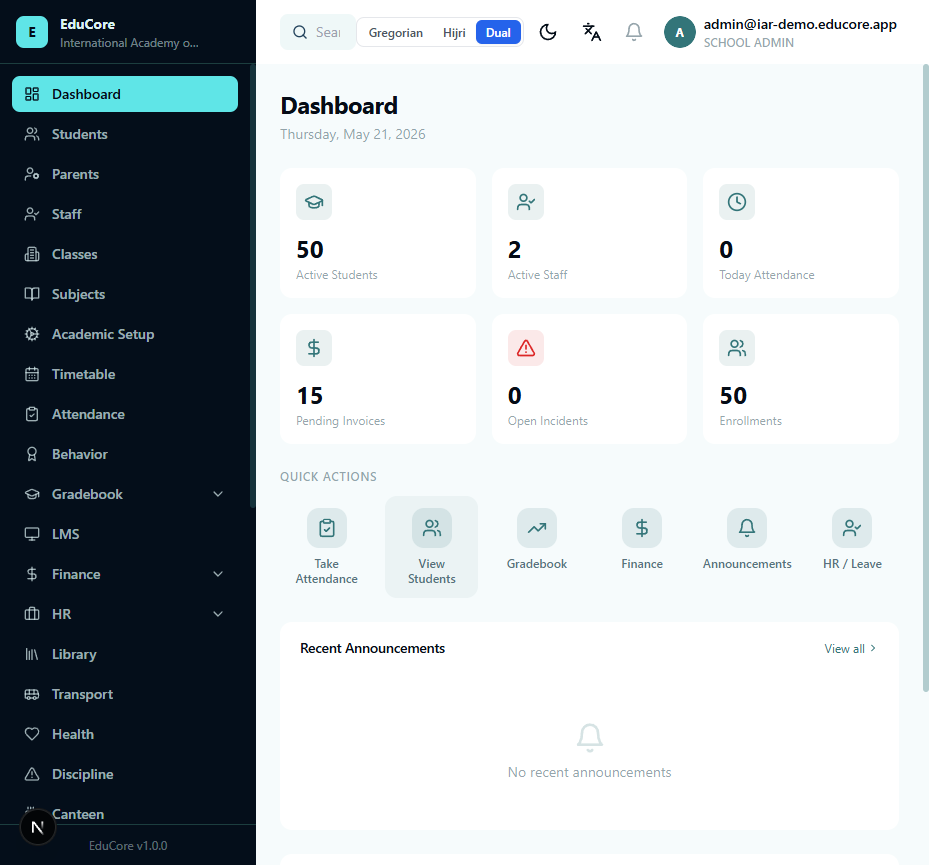 E
EduCore
International Academy o...
Dashboard
Students
Parents
Staff
Classes
Subjects
Academic Setup
Timetable
Attendance
Behavior
Gradebook
LMS
Finance
HR
Library
Transport
Health
Discipline
Canteen
N
EduCore v1.0.0
Sear
Gregorian
Hijri
Dual
A
admin@iar-demo.educore.app
SCHOOL ADMIN
Dashboard
Thursday, May 21, 2026
50
Active Students
2
Active Staff
0
Today Attendance
15
Pending Invoices
0
Open Incidents
50
Enrollments
QUICK ACTIONS
Take
Attendance
View
Students
Gradebook
Finance
Announcements
HR / Leave
Recent Announcements
View all
No recent announcements